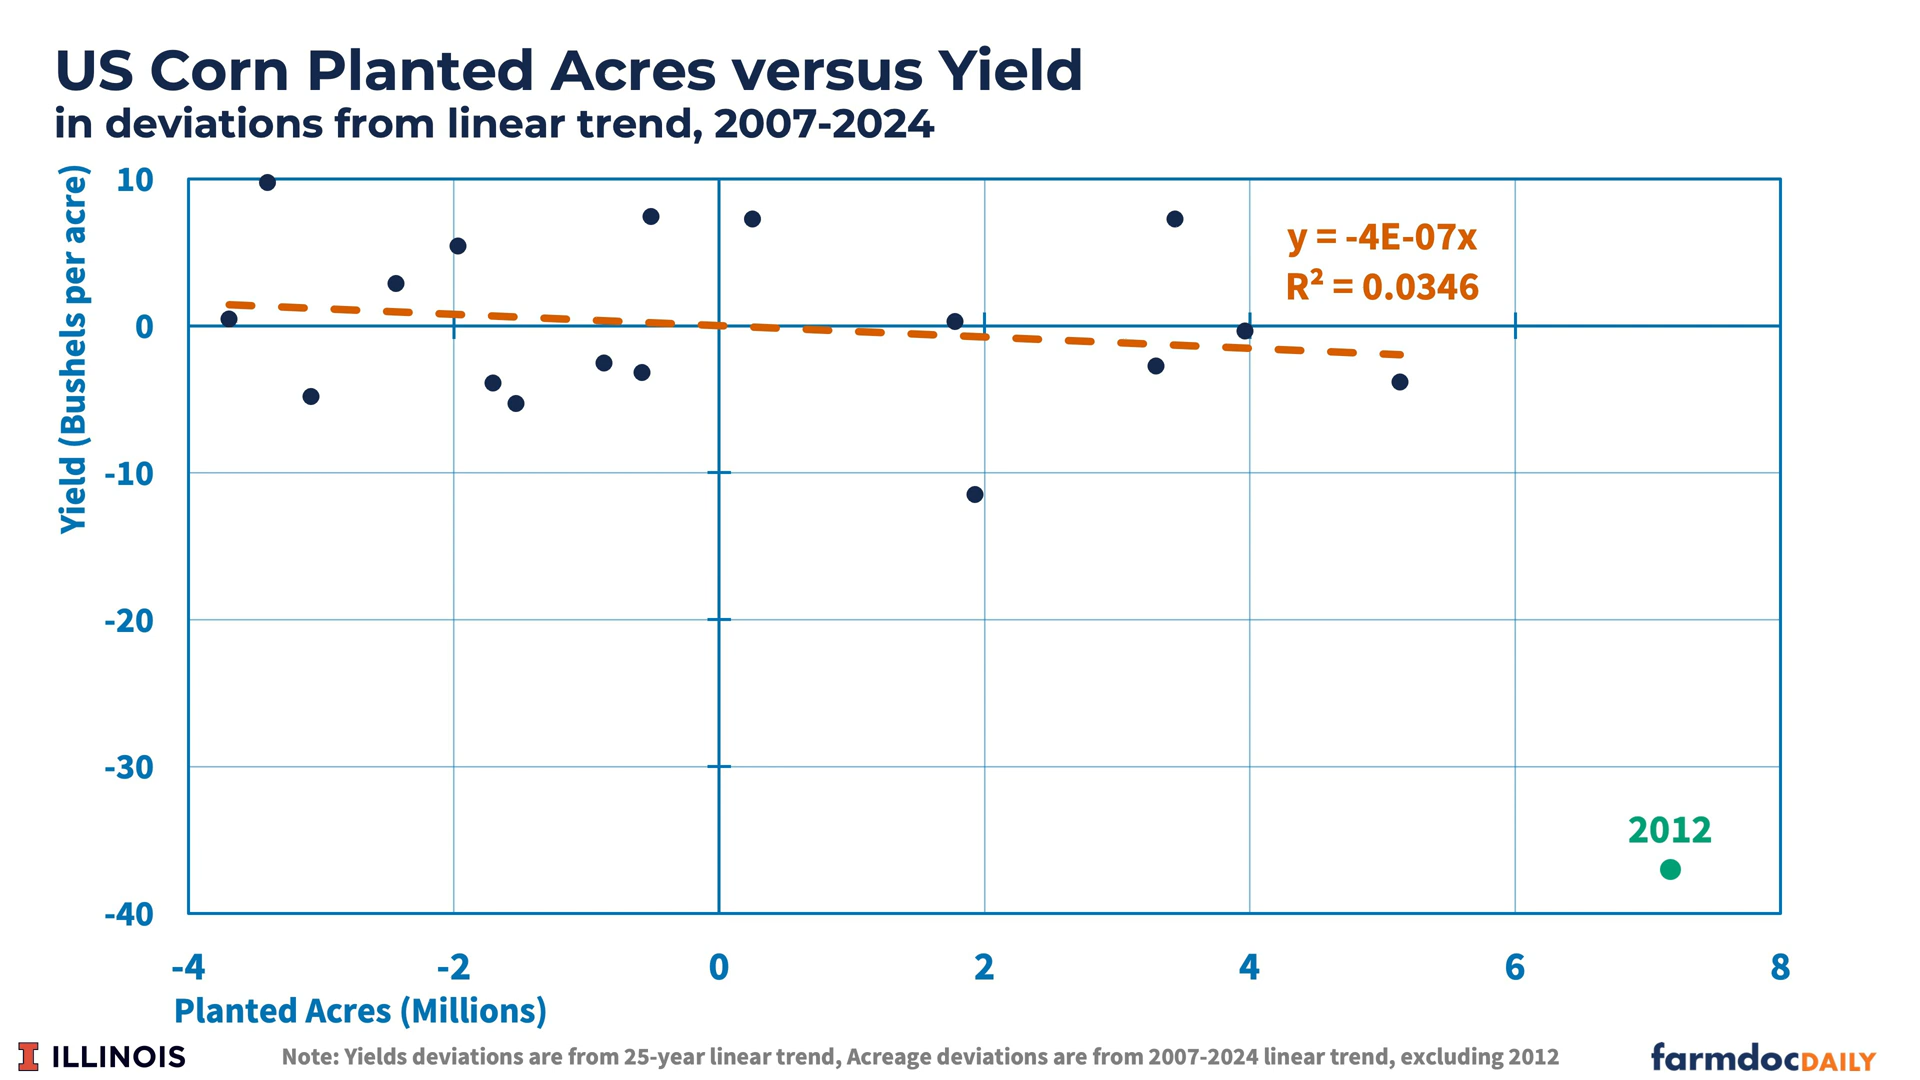 US Corn Planted Acres versus Yield
in deviations from linear trend, 2007-2024
Yield (Bushels per acre)
10
0
-10
-20
-30
-40
y = -4E-07x
R² = 0.0346
2012
-4 -2 0 2 4 6 8
Planted Acres (Millions)
I ILLINOIS
Note: Yields deviations are from 25-year linear trend, Acreage deviations are from 2007-2024 linear trend, excluding 2012
farmdocDAILY